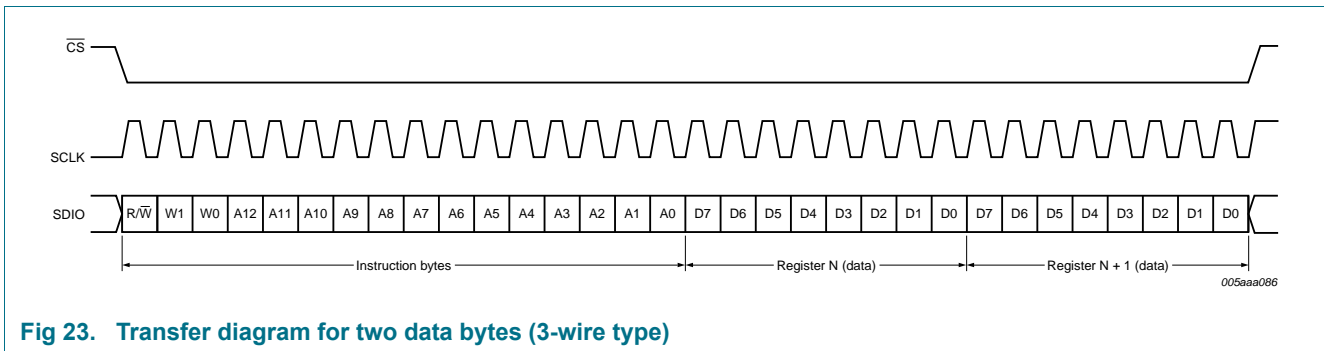 CS
SCLK
SDIO R/W W1 W0 A12 A11 A10 A9 A8 A7 A6 A5 A4 A3 A2 A1 A0 D7 D6 D5 D4 D3 D2 D1 D0 D7 D6 D5 D4 D3 D2 D1 D0
Instruction bytes Register N (data) Register N + 1 (data)
005aaa086
Fig 23. Transfer diagram for two data bytes (3-wire type)